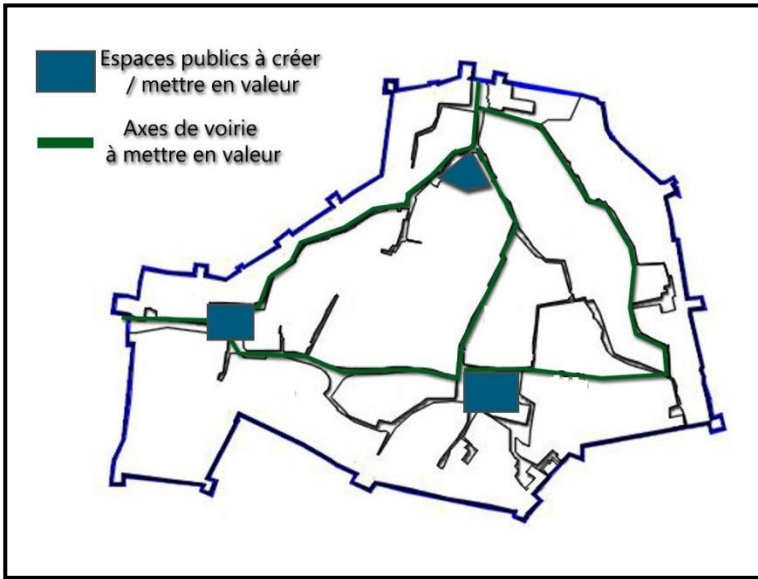 Espaces publics à créer
/ mettre en valeur
Axes de voirie
à mettre en valeur